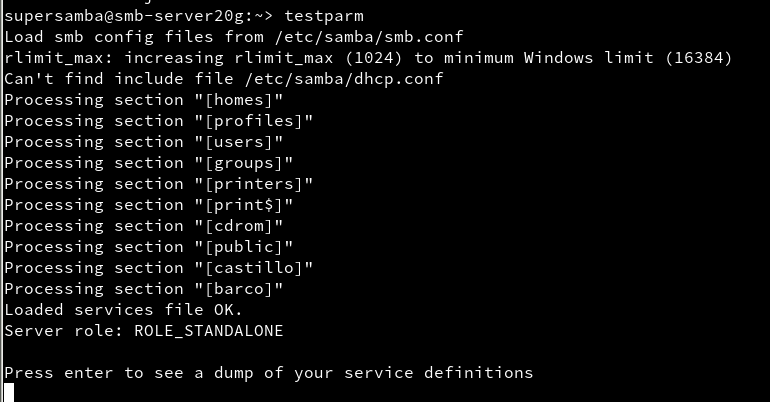 supersamba@smb-server20g:~> testparm
Load smb config files from /etc/samba/smb.conf
rlimit_max: increasing rlimit_max (1024) to minimum Windows limit (16384)
Can't find include file /etc/samba/dhcp.conf
Processing section "[homes]"
Processing section "[profiles]"
Processing section "[users]"
Processing section "[groups]"
Processing section "[printers]"
Processing section "[print$]"
Processing section "[cdrom]"
Processing section "[public]"
Processing section "[castillo]"
Processing section "[barco]"
Loaded services file OK.
Server role: ROLE_STANDALONE
Press enter to see a dump of your service definitions